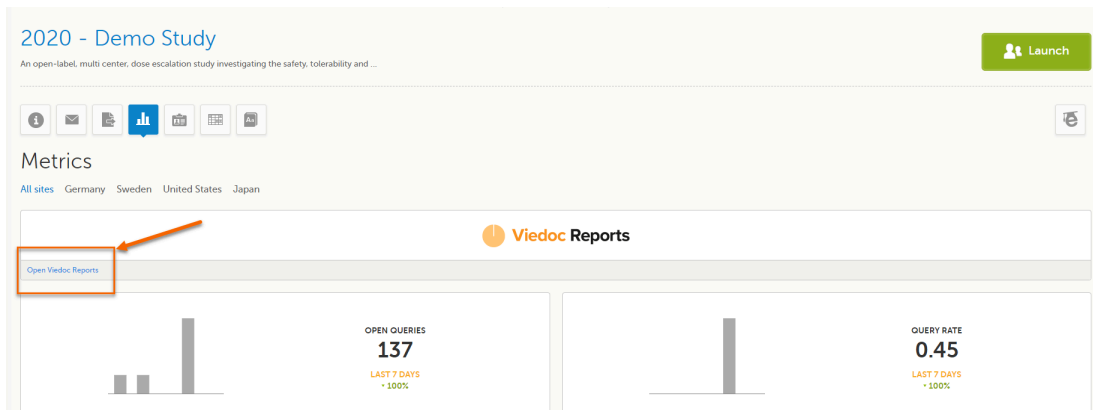 2020 - Demo Study
An open-label, multi center, dose escalation study investigating the safety, tolerability and ...
Launch
Metrics
All sites Germany Sweden United States Japan
Viedoc Reports
Open Viedoc Reports
OPEN QUERIES
137
LAST 7 DAYS
100%
QUERY RATE
0.45
LAST 7 DAYS
100%